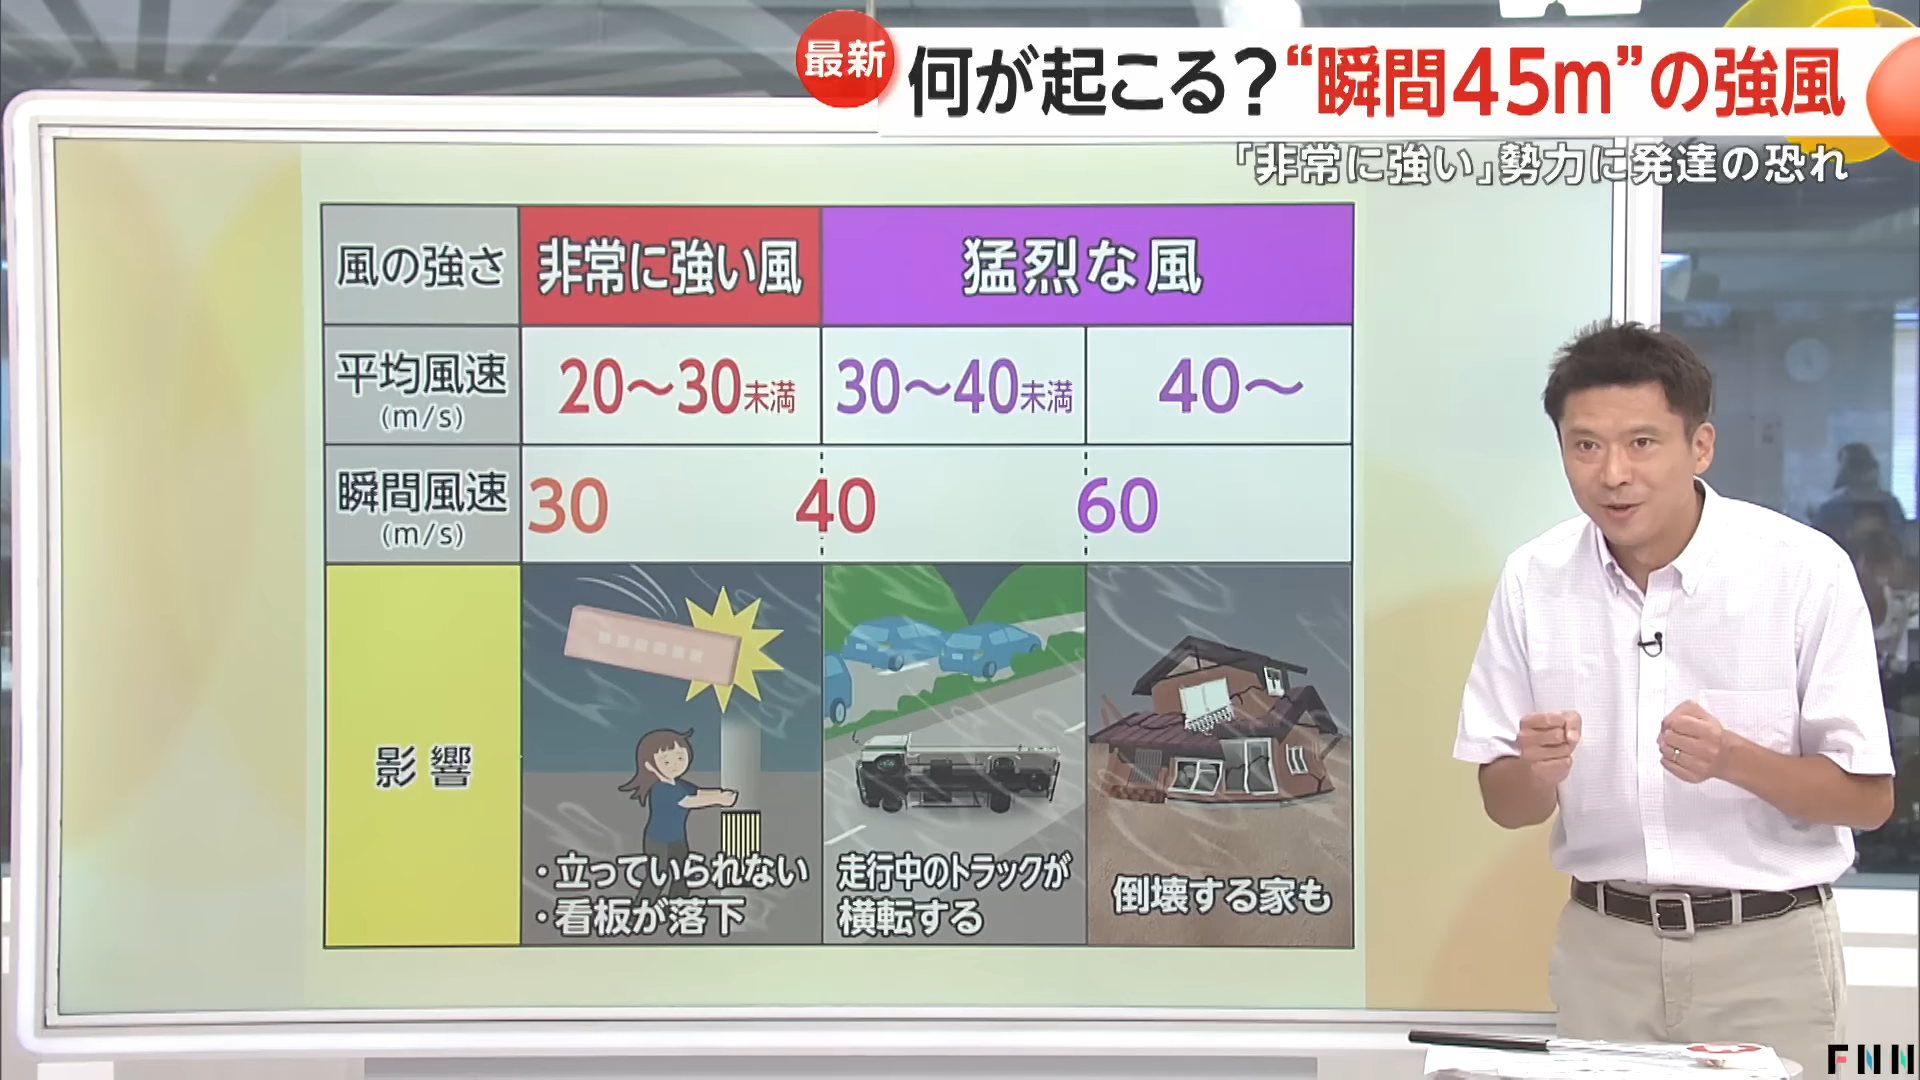 最新
何が起こる?“瞬間45m”の強風
「非常に強い」勢力に発達の恐れ
風の強さ 非常に強い風 猛烈な風
平均風速(m/s) 20〜30未満 30〜40未満 40〜
瞬間風速(m/s) 30 40 60
影響
・立っていられない
・看板が落下
走行中のトラックが
横転する
倒壊する家も
FNN